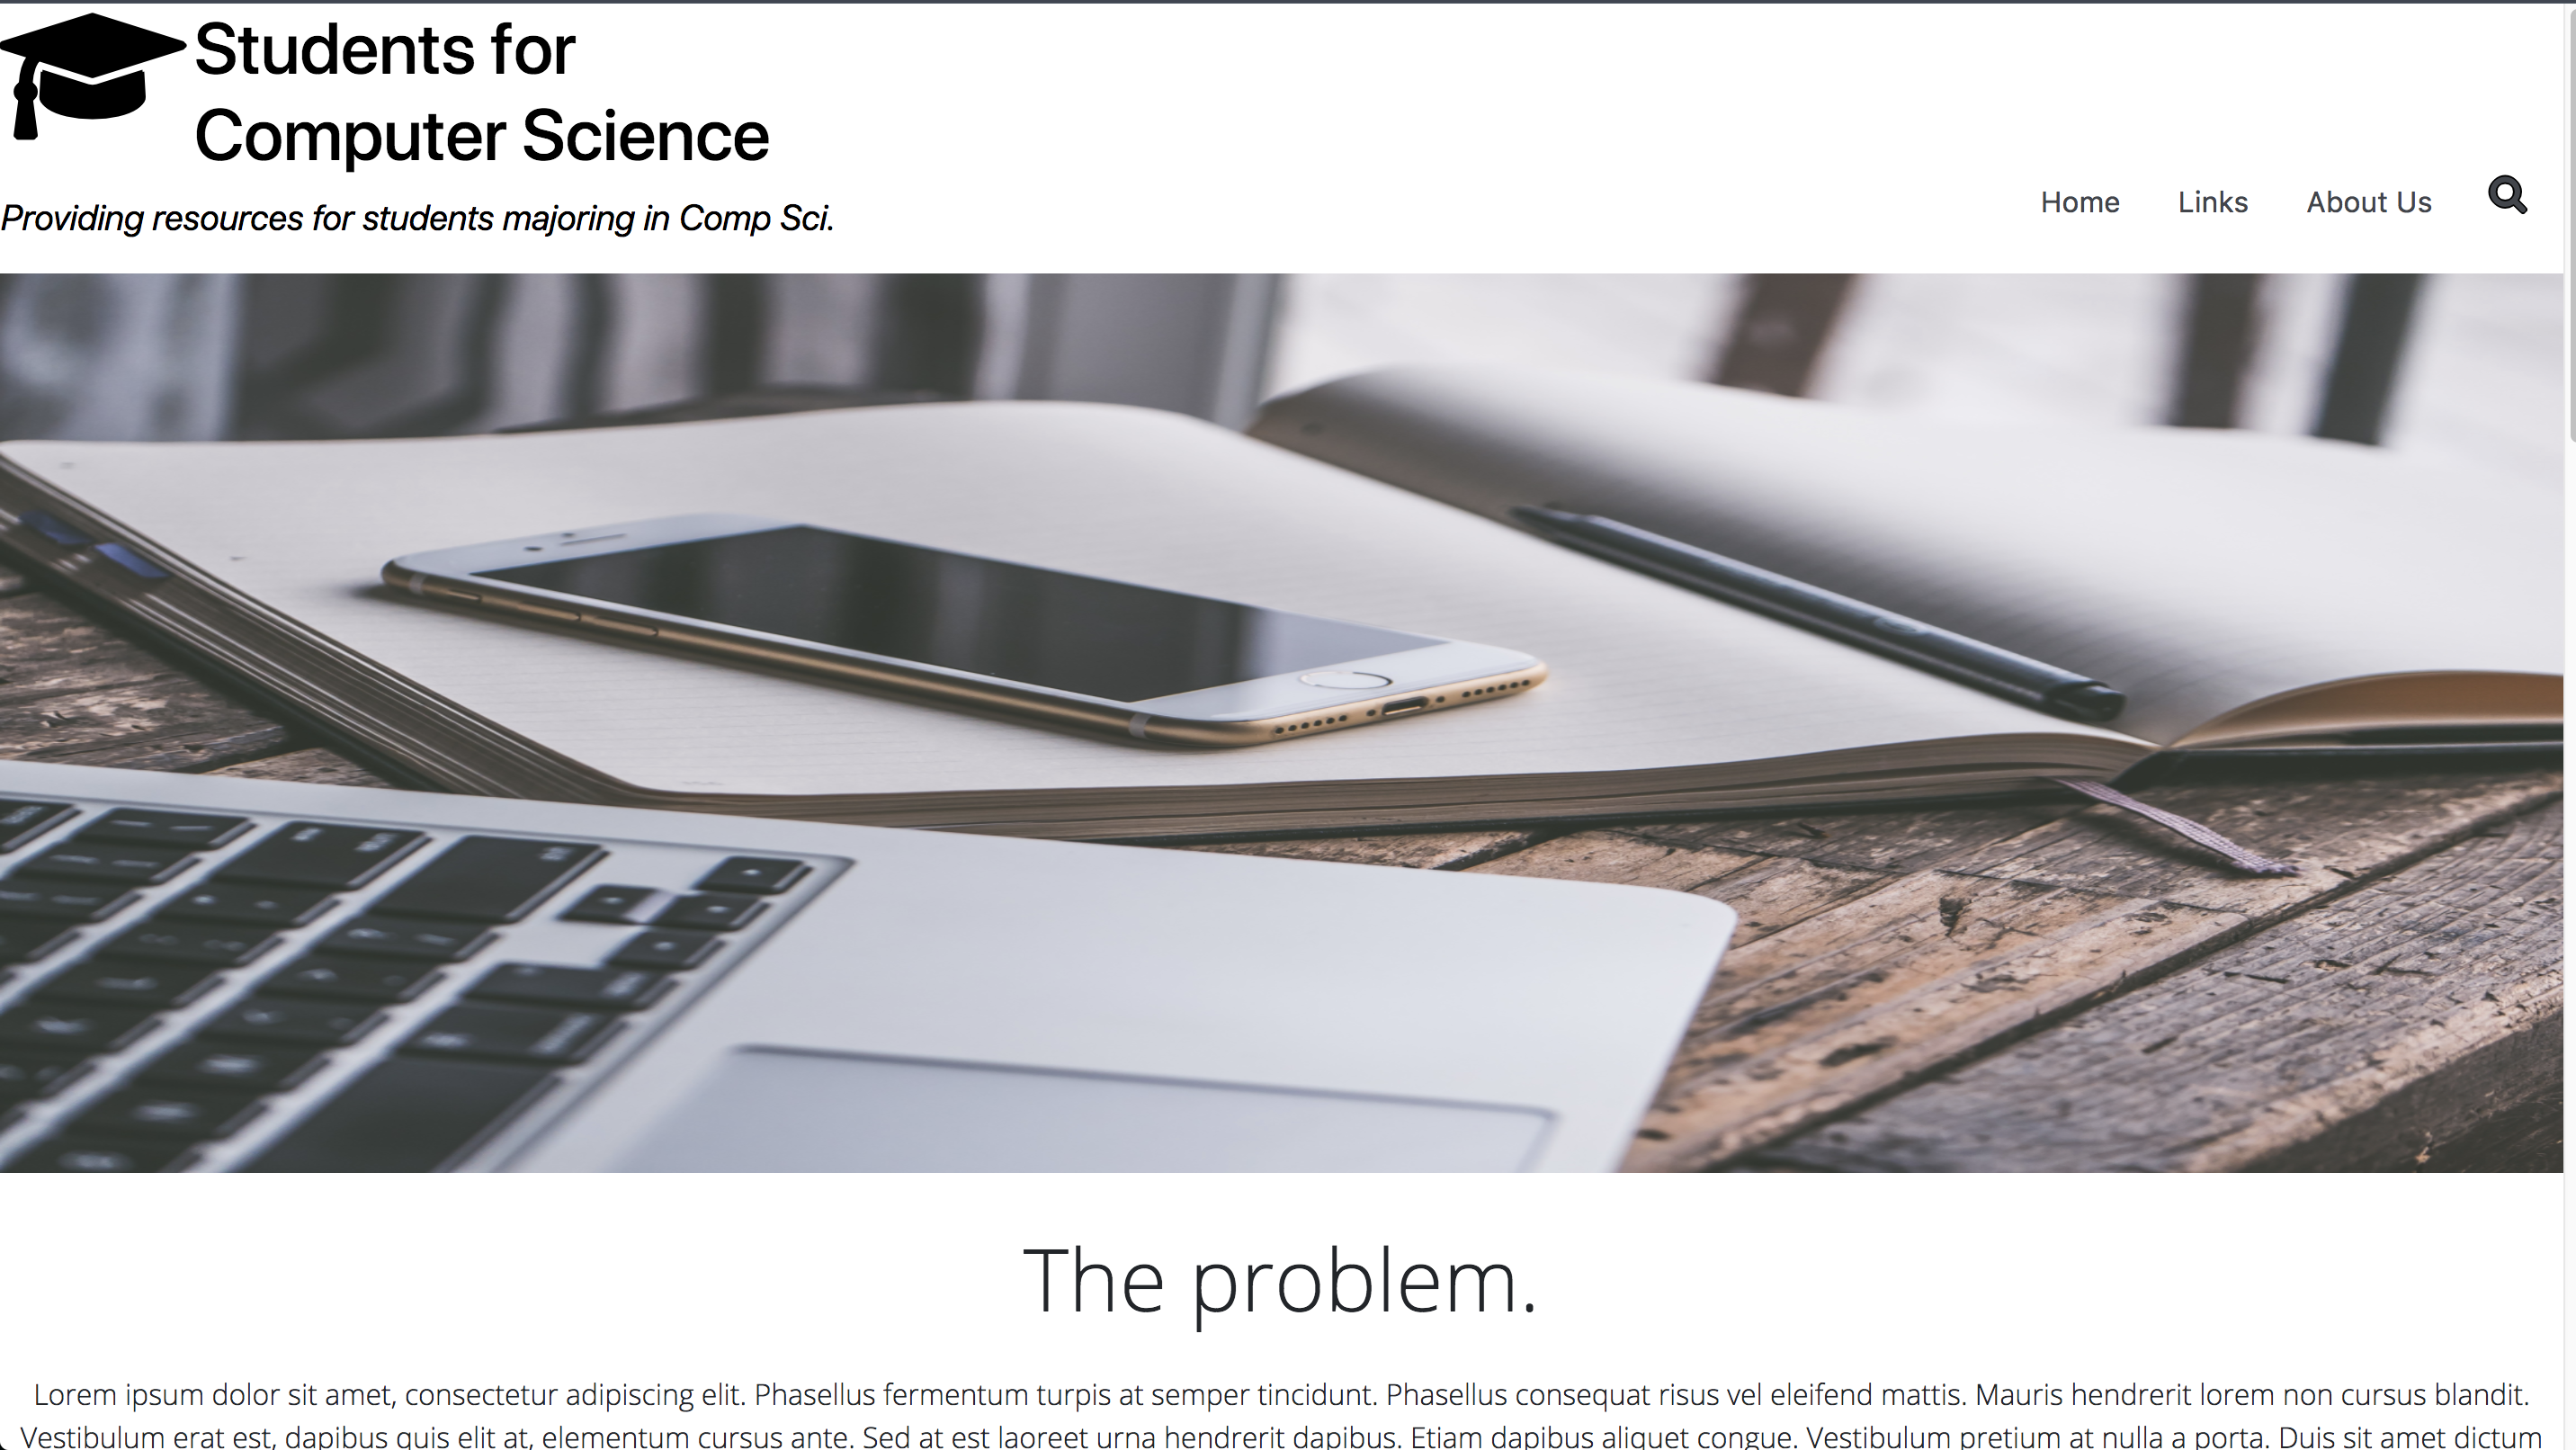 Students for
Computer Science
Providing resources for students majoring in Comp Sci.
Home Links About Us
The problem.
Lorem ipsum dolor sit amet, consectetur adipiscing elit. Phasellus fermentum turpis at semper tincidunt. Phasellus consequat risus vel eleifend mattis. Mauris hendrerit lorem non cursus blandit.
Vestibulum erat est, dapibus quis elit at, elementum cursus ante. Sed at est laoreet urna hendrerit dapibus. Etiam dapibus aliquet congue. Vestibulum pretium at nulla a porta. Duis sit amet dictum